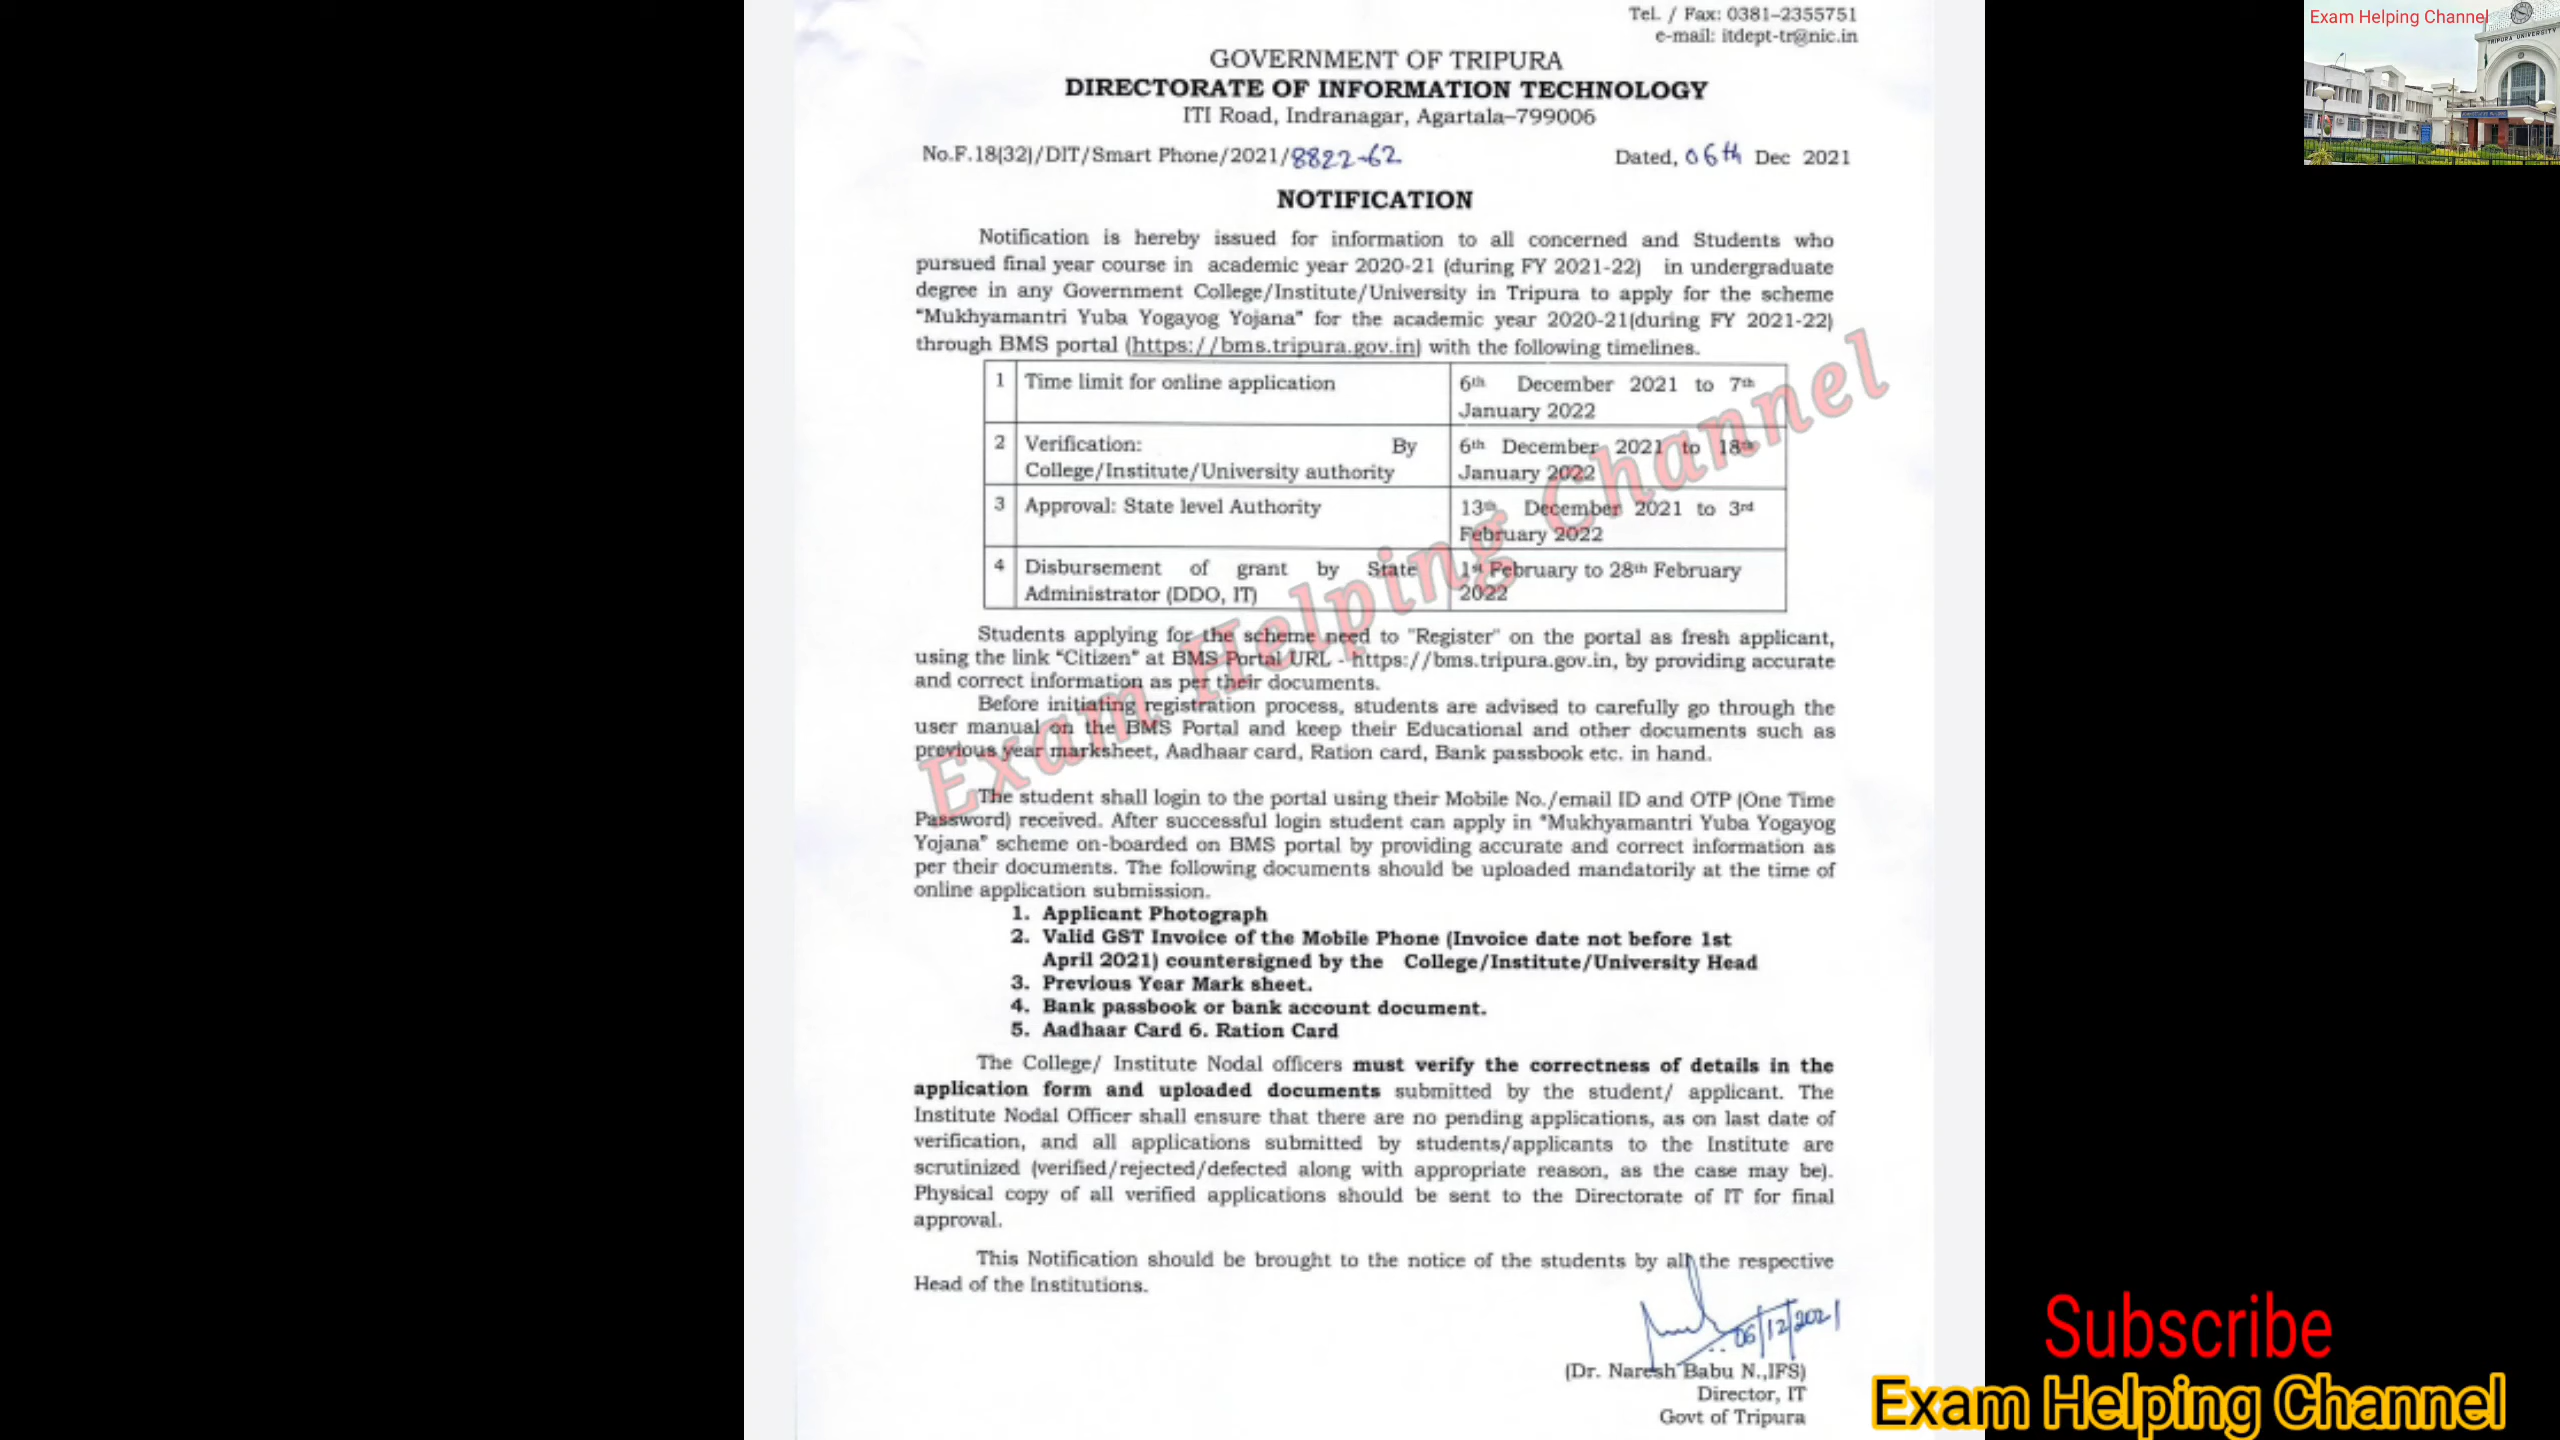 Tel. / Fax: 0381–2355751
e-mail: itdept-tr@nic.in
GOVERNMENT OF TRIPURA
DIRECTORATE OF INFORMATION TECHNOLOGY
ITI Road, Indranagar, Agartala–799006
No.F.18(32)/DIT/Smart Phone/2021/8822-62 Dated, 06th Dec 2021
NOTIFICATION
Notification is hereby issued for information to all concerned and Students who
pursued final year course in academic year 2020-21 (during FY 2021-22) in undergraduate
degree in any Government College/Institute/University in Tripura to apply for the scheme
"Mukhyamantri Yuba Yogayog Yojana" for the academic year 2020-21(during FY 2021-22)
through BMS portal (https://bms.tripura.gov.in) with the following timelines.
1 Time limit for online application 6th December 2021 to 7th
January 2022
2 Verification: By 6th December 2021 to 18th
College/Institute/University authority January 2022
3 Approval: State level Authority 13th December 2021 to 3rd
February 2022
4 Disbursement of grant by State 1st February to 28th February
Administrator (DDO, IT) 2022
Students applying for the scheme need to "Register" on the portal as fresh applicant,
using the link "Citizen" at BMS Portal URL - https://bms.tripura.gov.in, by providing accurate
and correct information as per their documents.
Before initiating registration process, students are advised to carefully go through the
user manual on the BMS Portal and keep their Educational and other documents such as
previous year marksheet, Aadhaar card, Ration card, Bank passbook etc. in hand.
The student shall login to the portal using their Mobile No./email ID and OTP (One Time
Password) received. After successful login student can apply in "Mukhyamantri Yuba Yogayog
Yojana" scheme on-boarded on BMS portal by providing accurate and correct information as
per their documents. The following documents should be uploaded mandatorily at the time of
online application submission.
1. Applicant Photograph
2. Valid GST Invoice of the Mobile Phone (Invoice date not before 1st
April 2021) countersigned by the College/Institute/University Head
3. Previous Year Mark sheet.
4. Bank passbook or bank account document.
5. Aadhaar Card 6. Ration Card
The College/ Institute Nodal officers must verify the correctness of details in the
application form and uploaded documents submitted by the student/ applicant. The
Institute Nodal Officer shall ensure that there are no pending applications, as on last date of
verification, and all applications submitted by students/applicants to the Institute are
scrutinized (verified/rejected/defected along with appropriate reason, as the case may be).
Physical copy of all verified applications should be sent to the Directorate of IT for final
approval.
This Notification should be brought to the notice of the students by all the respective
Head of the Institutions.
06/12/2021
(Dr. Naresh Babu N.,IFS)
Director, IT
Govt of Tripura
Exam Helping Channel
Exam Helping Channel
TRIPURA UNIVERSITY
Subscribe
Exam Helping Channel